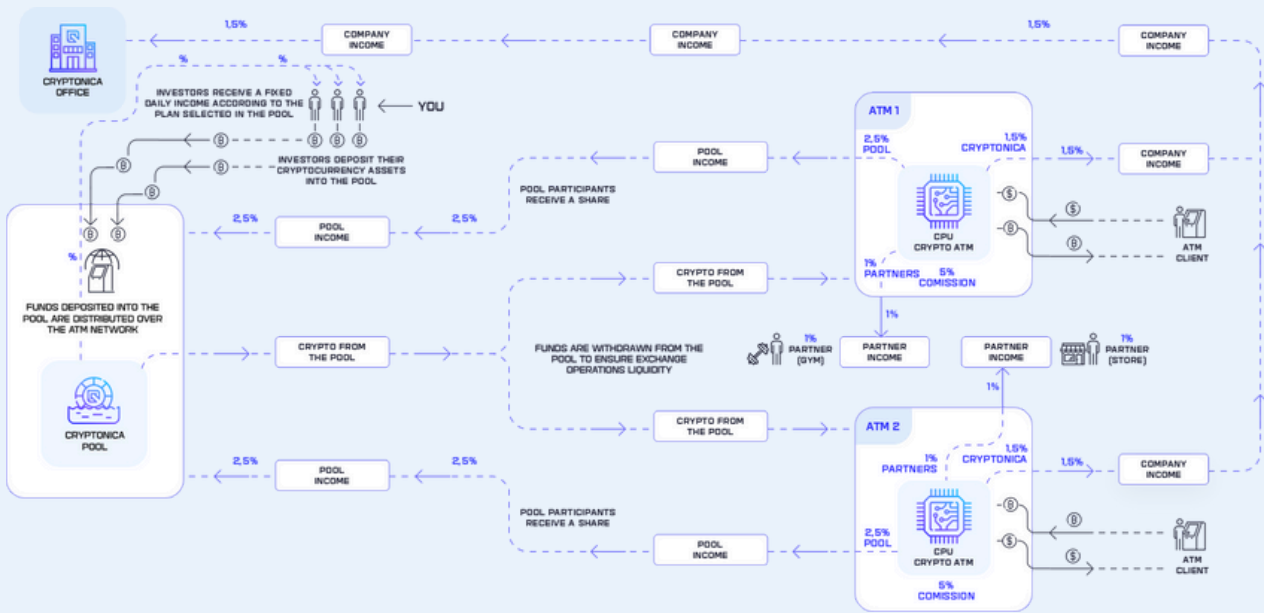 1,5%
COMPANY
INCOME
COMPANY
INCOME
1,5%
COMPANY
INCOME
CRYPTONICA
OFFICE
%
%
INVESTORS RECEIVE A FIXED
DAILY INCOME ACCORDING TO THE
PLAN SELECTED IN THE POOL
YOU
INVESTORS DEPOSIT THEIR
CRYPTOCURRENCY ASSETS
INTO THE POOL
ATM 1
2,5%
POOL
1,5%
CRYPTONICA
1,5%
COMPANY
INCOME
POOL
INCOME
POOL PARTICIPANTS
RECEIVE A SHARE
2,5%
POOL
INCOME
2,5%
CPU
CRYPTO ATM
$
$
B
B
ATM
CLIENT
1%
PARTNERS
5%
COMISSION
%
FUNDS DEPOSITED INTO THE
POOL ARE DISTRIBUTED OVER
THE ATM NETWORK
CRYPTO FROM
THE POOL
1%
CRYPTO FROM
THE POOL
FUNDS ARE WITHDRAWN FROM THE
POOL TO ENSURE EXCHANGE
OPERATIONS LIQUIDITY
1%
PARTNER
(GYM)
PARTNER
INCOME
PARTNER
INCOME
1%
PARTNER
(STORE)
1%
CRYPTONICA
POOL
CRYPTO FROM
THE POOL
ATM 2
1%
PARTNERS
1,5%
CRYPTONICA
1,5%
COMPANY
INCOME
2,5%
POOL
INCOME
2,5%
POOL PARTICIPANTS
RECEIVE A SHARE
POOL
INCOME
2,5%
POOL
CPU
CRYPTO ATM
B
B
$
$
ATM
CLIENT
5%
COMISSION